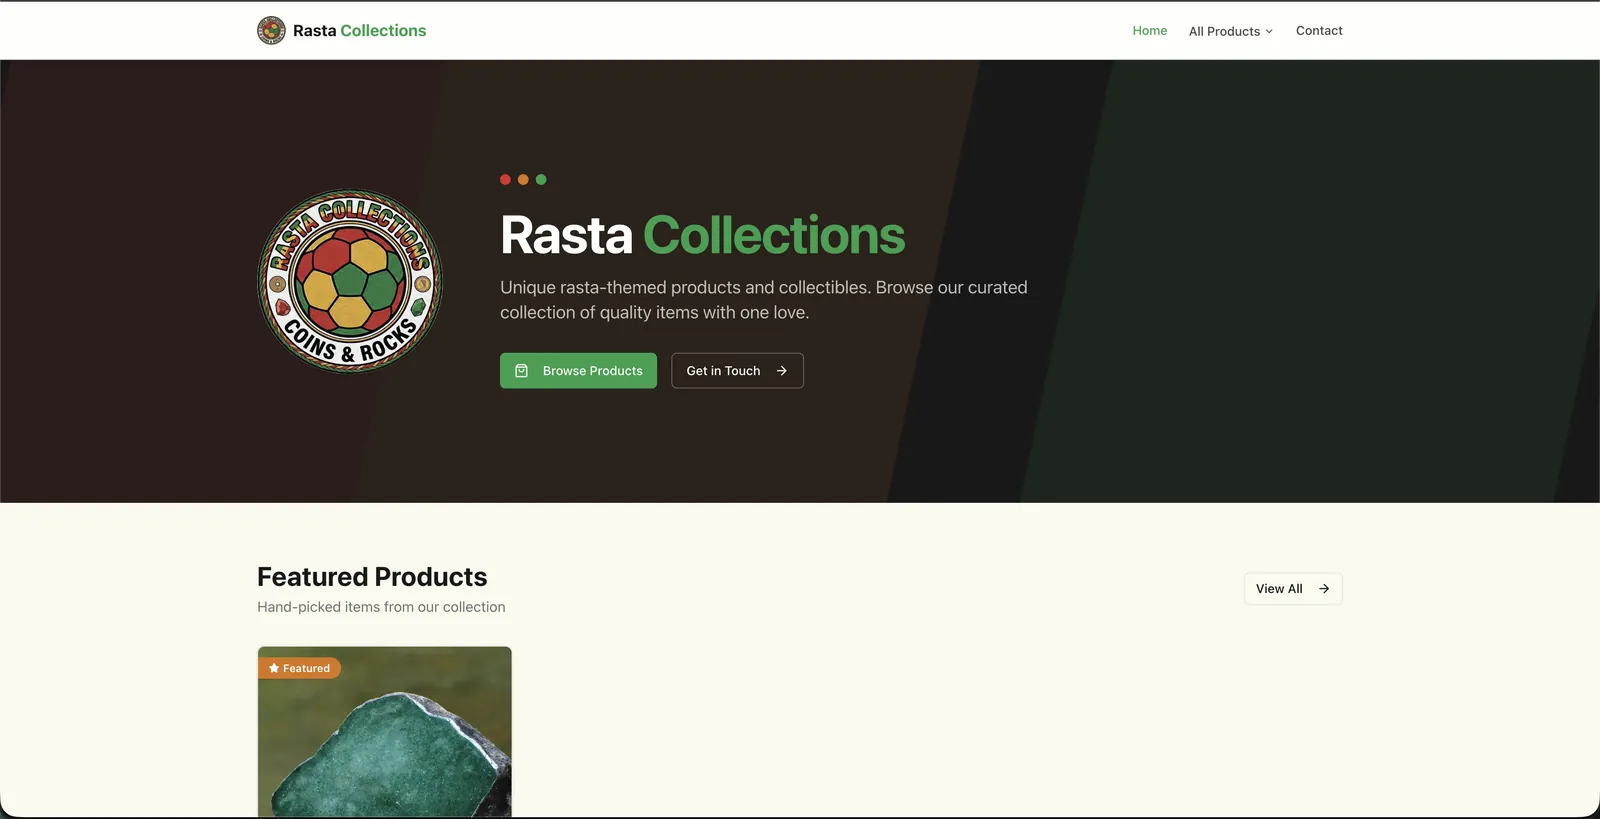 Rasta Collections
Home
All Products
Contact
RASTA COLLECTIONS
COINS & ROCKS
Rasta Collections
Unique rasta-themed products and collectibles. Browse our curated
collection of quality items with one love.
Browse Products
Get in Touch
Featured Products
Hand-picked items from our collection
View All
Featured